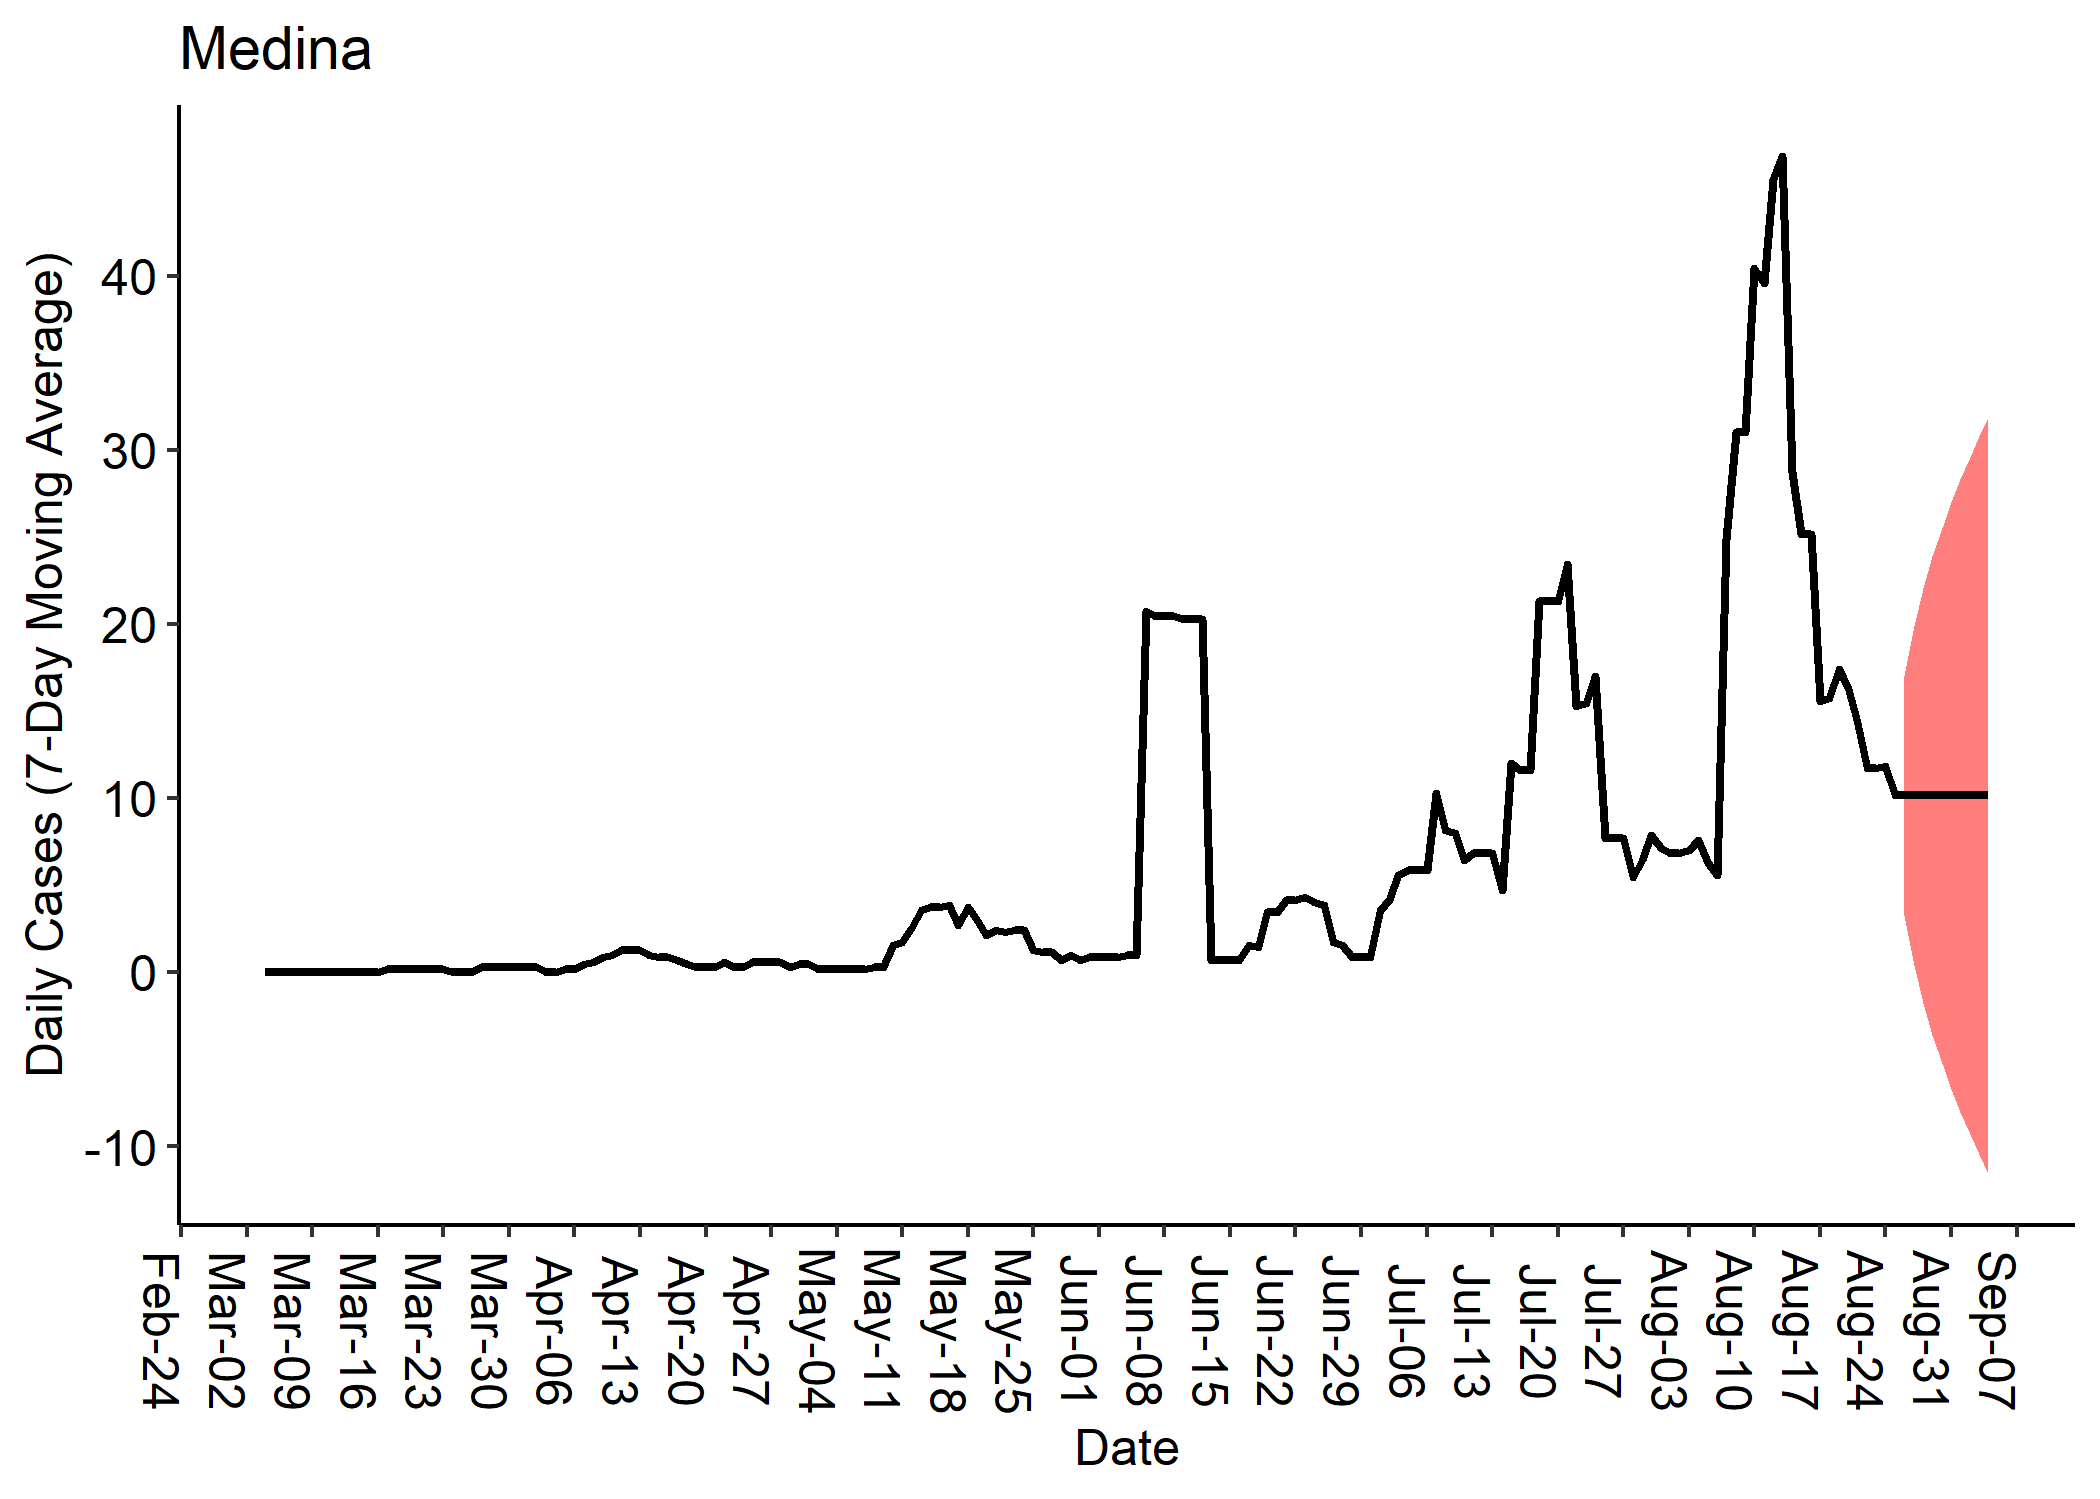 Medina
Daily Cases (7-Day Moving Average)
40
30
20
10
0
-10
Feb-24
Mar-02
Mar-09
Mar-16
Mar-23
Mar-30
Apr-06
Apr-13
Apr-20
Apr-27
May-04
May-11
May-18
May-25
Jun-01
Jun-08
Jun-15
Jun-22
Jun-29
Jul-06
Jul-13
Jul-20
Jul-27
Aug-03
Aug-10
Aug-17
Aug-24
Aug-31
Sep-07
Date